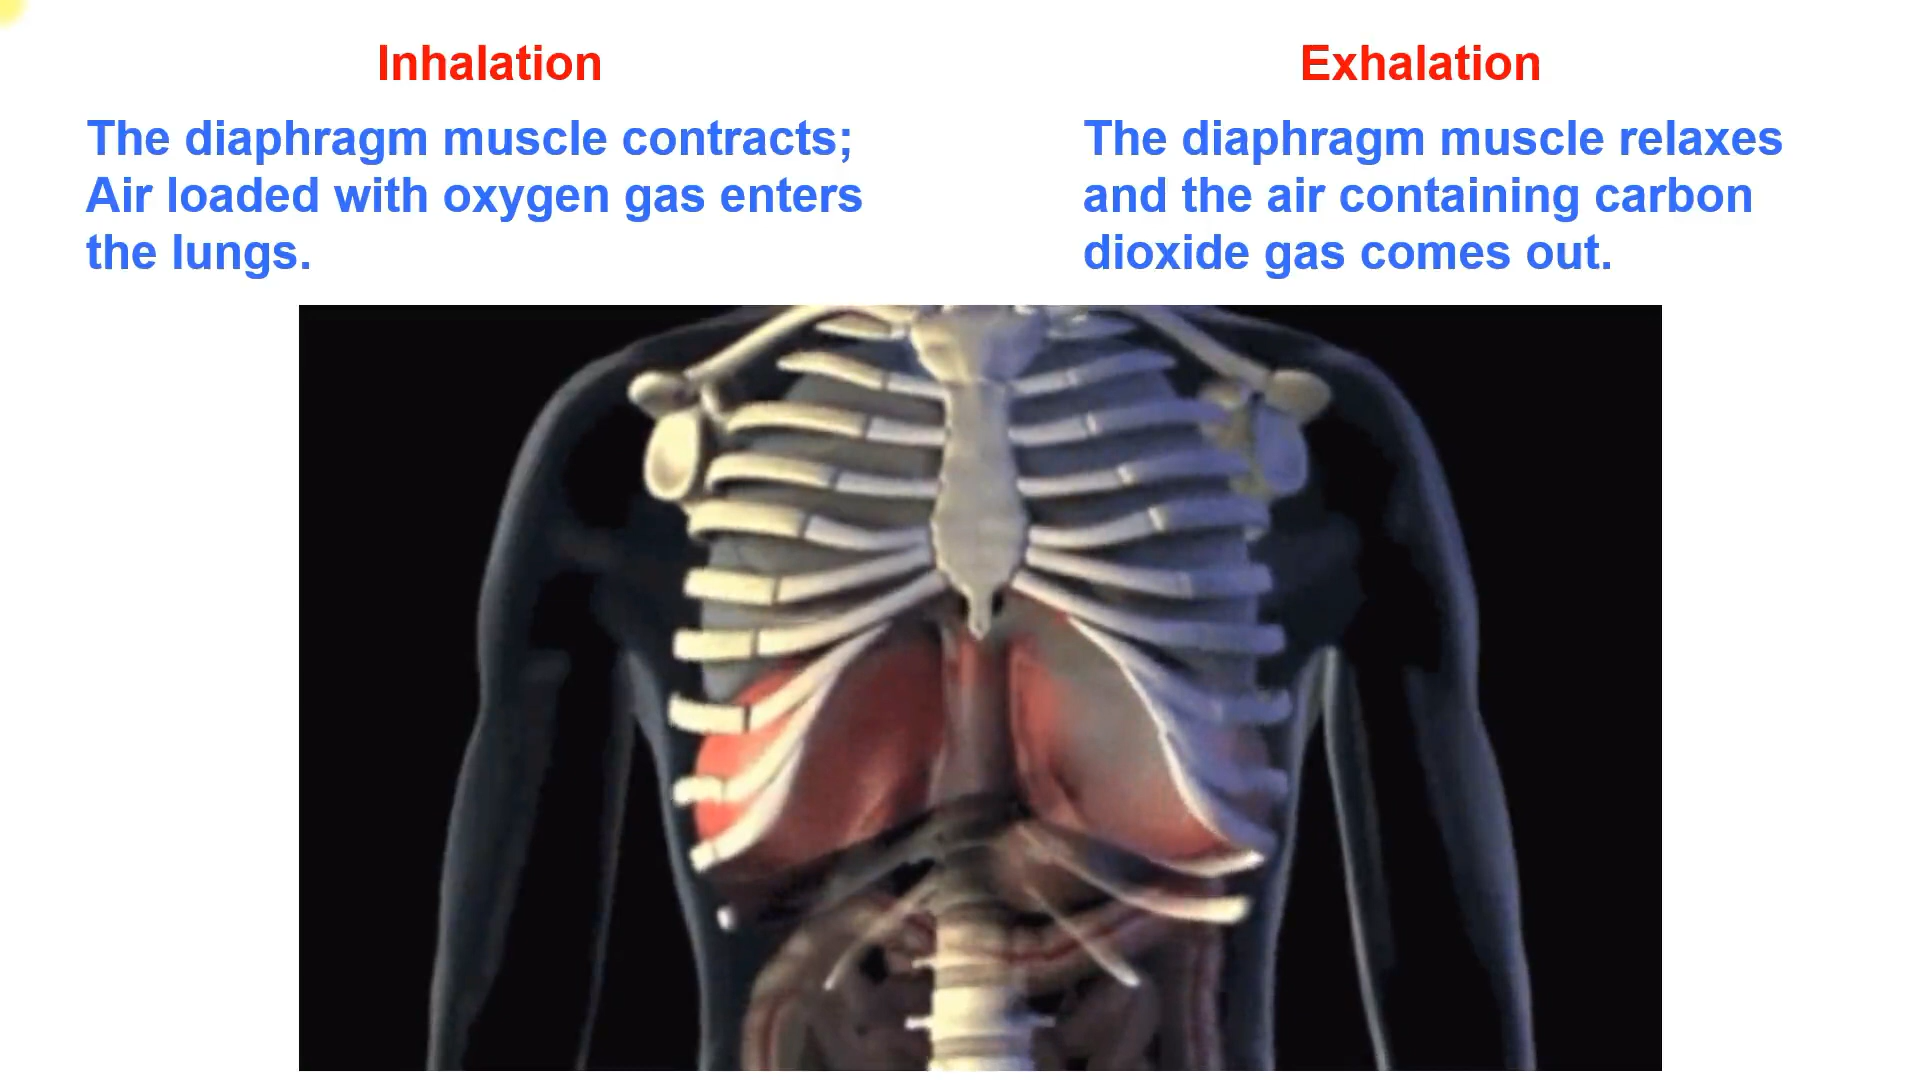 Inhalation
The diaphragm muscle contracts;
Air loaded with oxygen gas enters
the lungs.
Exhalation
The diaphragm muscle relaxes
and the air containing carbon
dioxide gas comes out.